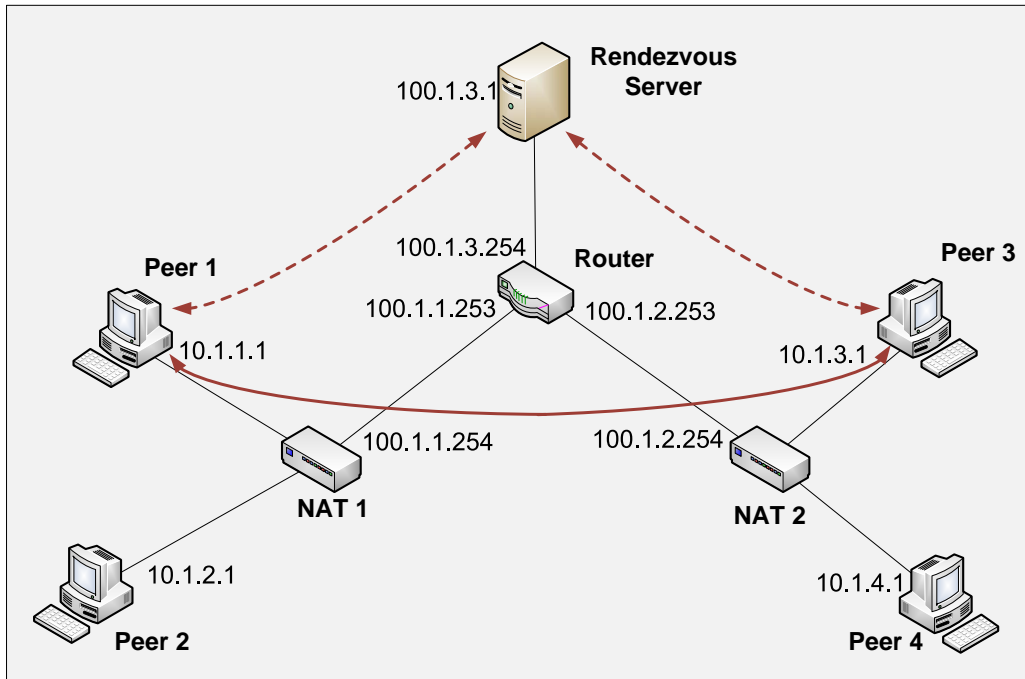 Rendezvous
Server
100.1.3.1
100.1.3.254
Router
Peer 1
Peer 3
100.1.1.253
100.1.2.253
10.1.1.1
10.1.3.1
100.1.1.254
100.1.2.254
NAT 1
NAT 2
10.1.2.1
10.1.4.1
Peer 2
Peer 4